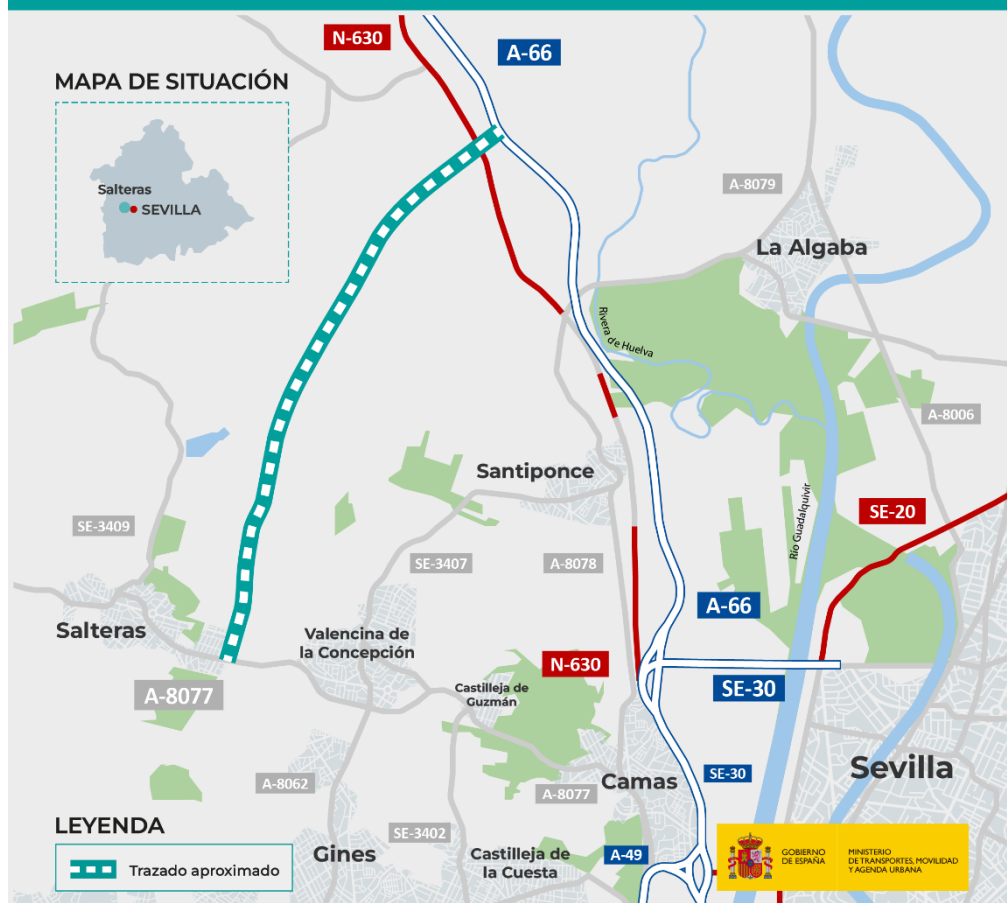 N-630
A-66
MAPA DE SITUACIÓN
Salteras
SEVILLA
A-8079
La Algaba
Rivera de Huelva
A-8006
Santiponce
Río Guadalquivir
SE-20
SE-3409
SE-3407
A-8078
A-66
Salteras
Valencina de
la Concepción
N-630
SE-30
A-8077
Castilleja de
Guzmán
Sevilla
SE-30
Camas
A-8062
A-8077
LEYENDA
SE-3402
Trazado aproximado
Gines
Castilleja de
la Cuesta
A-49
GOBIERNO
DE ESPAÑA
MINISTERIO
DE TRANSPORTES, MOVILIDAD
Y AGENDA URBANA